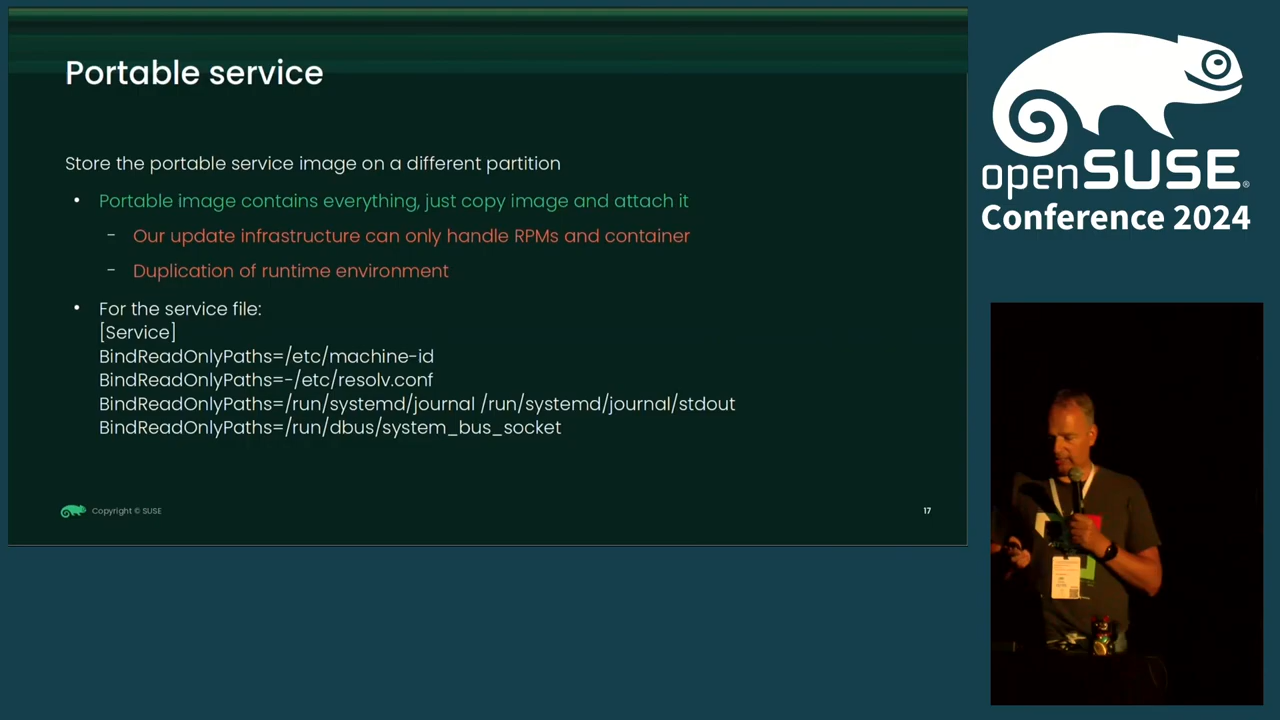 Portable service
Store the portable service image on a different partition
• Portable image contains everything, just copy image and attach it
– Our update infrastructure can only handle RPMs and container
– Duplication of runtime environment
• For the service file:
[Service]
BindReadOnlyPaths=/etc/machine-id
BindReadOnlyPaths=-/etc/resolv.conf
BindReadOnlyPaths=/run/systemd/journal /run/systemd/journal/stdout
BindReadOnlyPaths=/run/dbus/system_bus_socket
Copyright © SUSE
17
openSUSE®
Conference 2024